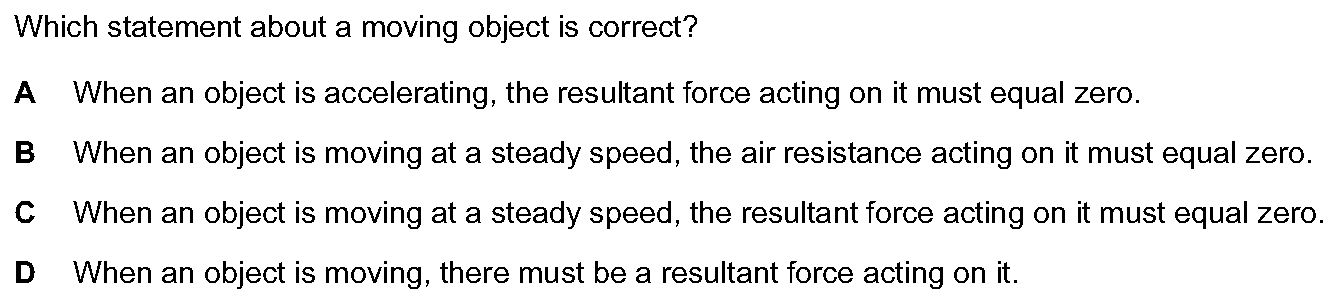 Which statement about a moving object is correct?
A When an object is accelerating, the resultant force acting on it must equal zero.
B When an object is moving at a steady speed, the air resistance acting on it must equal zero.
C When an object is moving at a steady speed, the resultant force acting on it must equal zero.
D When an object is moving, there must be a resultant force acting on it.